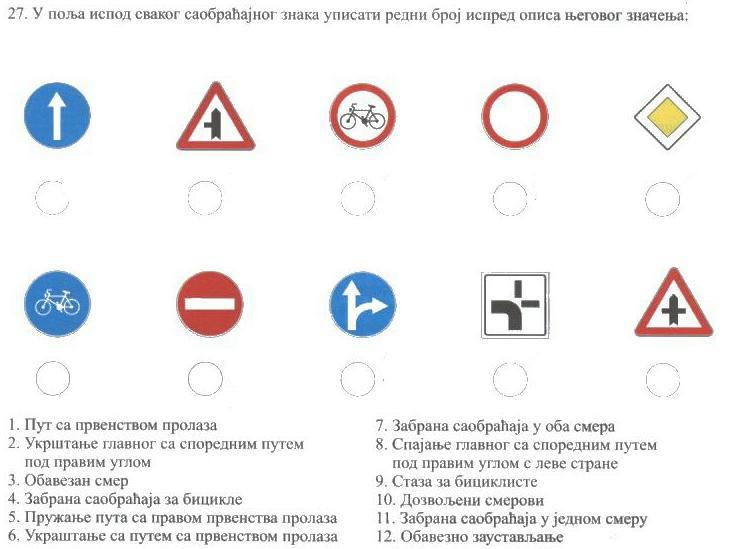 27. У поља испод сваког саобраћајног знака уписати редни број испред описа његовог значења:
1. Пут са првенством пролаза
2. Укрштање главног са споредним путем
под правим углом
3. Обавезан смер
4. Забрана саобраћаја за бицикле
5. Пружање пута са правом првенства пролаза
6. Украштање са путем са првенством пролаза
7. Забрана саобраћаја у оба смера
8. Спајање главног са споредним путем
под правим углом с леве стране
9. Стаза за бициклисте
10. Дозвољени смерови
11. Забрана саобраћаја у једном смеру
12. Обавезно заустављање